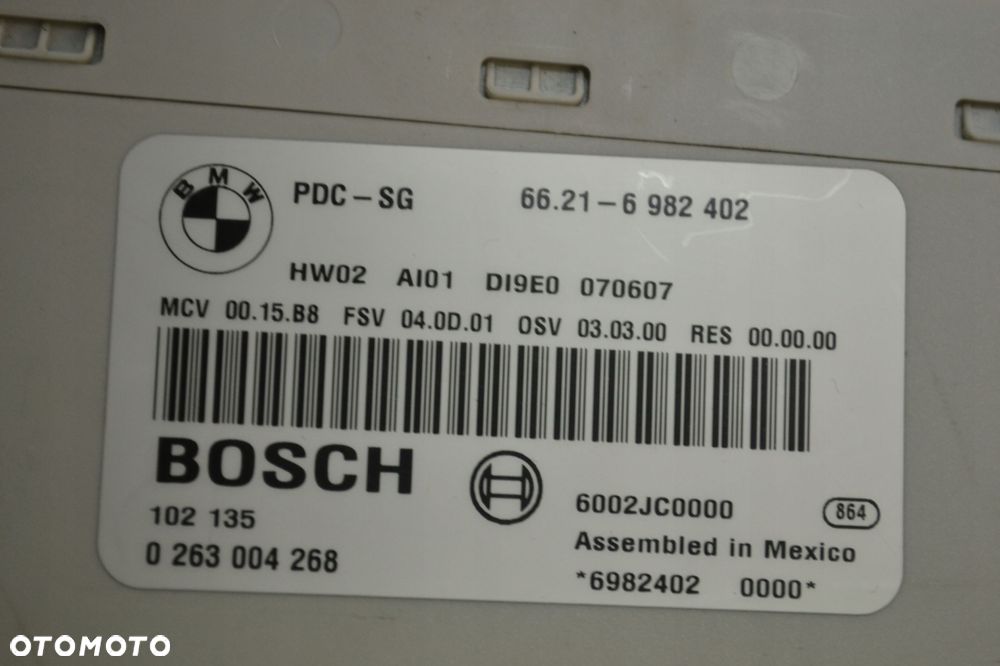 BMW
PDC-SG 66.21-6 982 402
HW02 AI01 DI9E0 070607
MCV 00.15.B8 FSV 04.0D.01 OSV 03.03.00 RES 00.00.00
BOSCH
102 135
0 263 004 268
6002JC0000 864
Assembled in Mexico
*6982402 0000*
OTOMOTO